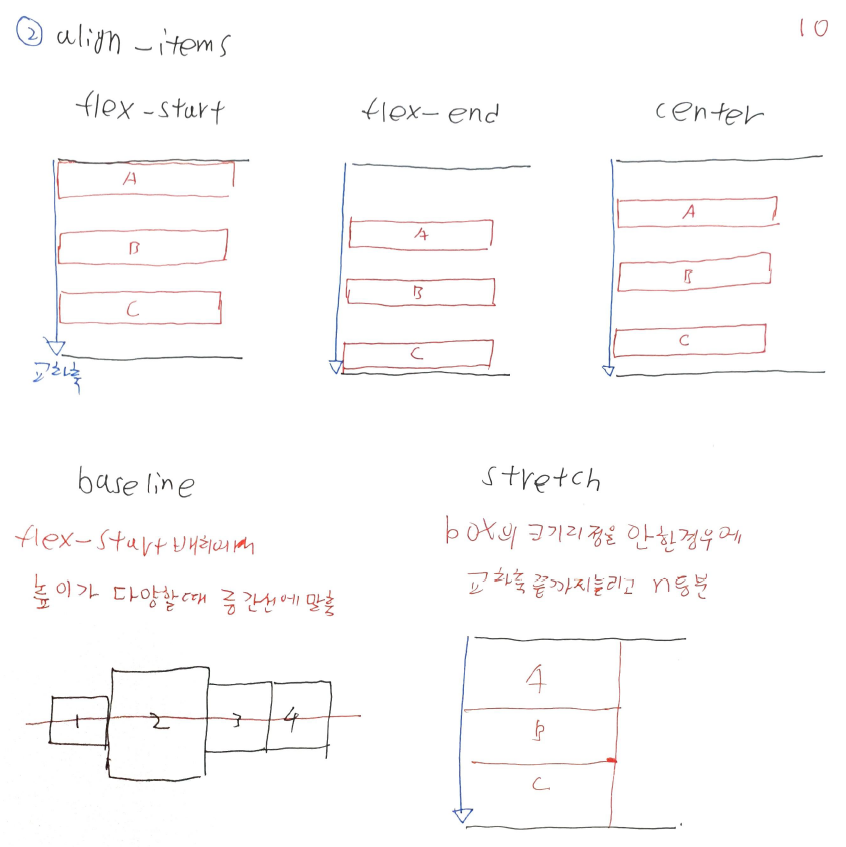 ② align-items
10
flex-start
flex-end
center
A
B
C
교차축
A
B
C
A
B
C
baseline
flex-start 배치에서
높이가 다양할때 중간선에 맞춤
1 2 3 4
stretch
box의 크기지정을 안한경우에
교차축끝까지늘리고 n등분
A
B
C